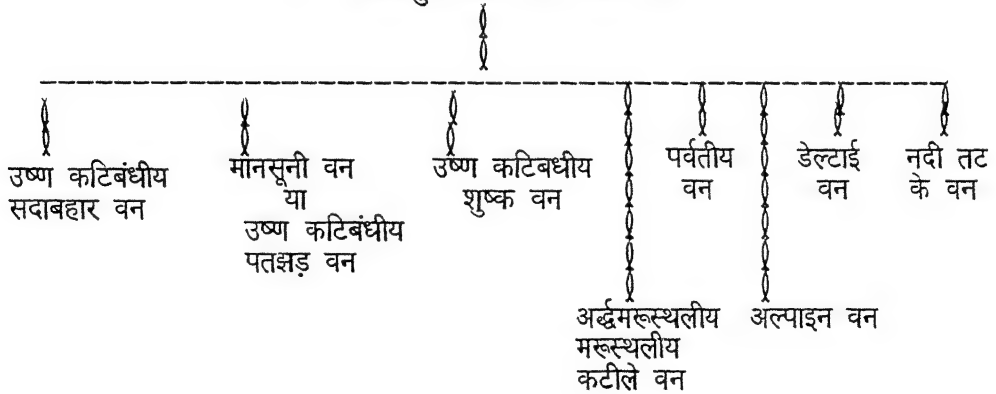 उष्ण कटिबंधीय
सदाबहार वन
मानसूनी वन
या
उष्ण कटिबंधीय
पतझड़ वन
उष्ण कटिबधीय
शुष्क वन
पर्वतीय
वन
डेल्टाई
वन
नदी तट
के वन
अर्द्धमरूस्थलीय
मरूस्थलीय
कटीले वन
अल्पाइन वन